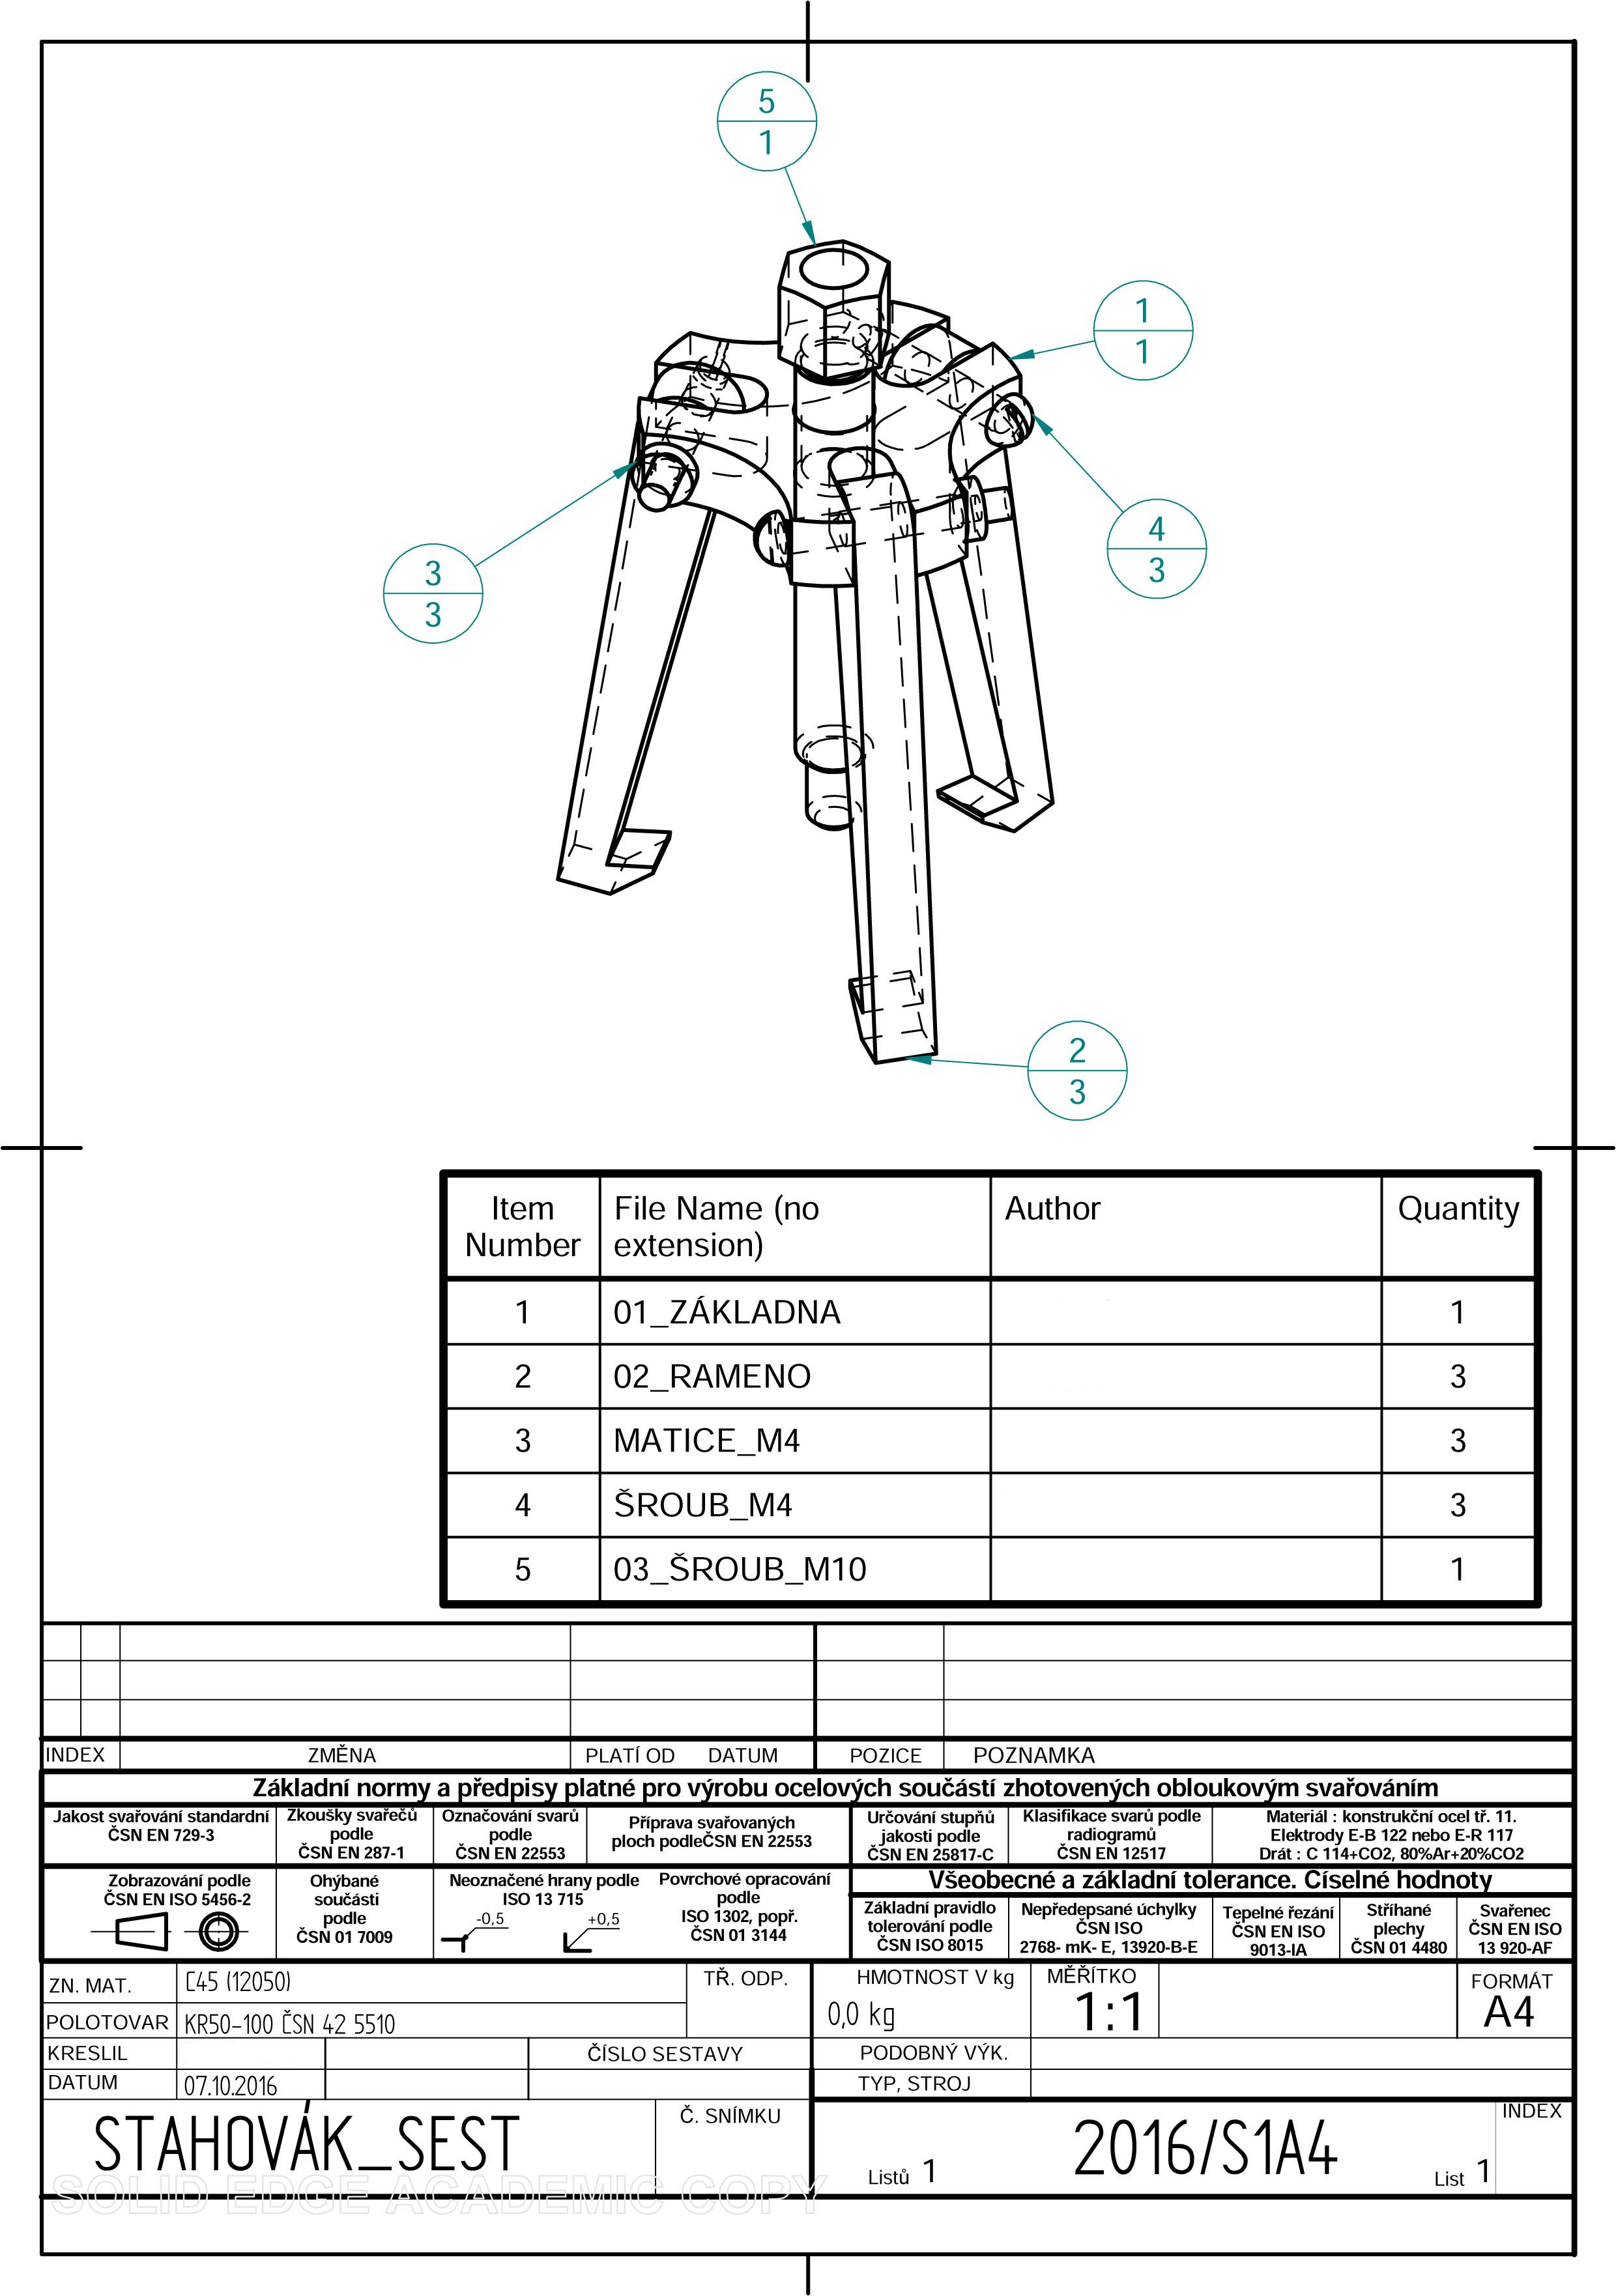 5
1
1
1
4
3
3
3
2
3
Item Number
File Name (no extension)
Author
Quantity
1 01_ZÁKLADNA 1
2 02_RAMENO 3
3 MATICE_M4 3
4 ŠROUB_M4 3
5 03_ŠROUB_M10 1
INDEX ZMĚNA PLATÍ OD DATUM POZICE POZNAMKA
Základní normy a předpisy platné pro výrobu ocelových součástí zhotovených obloukovým svařováním
Jakost svařování standardní
ČSN EN 729-3
Zkoušky svařečů
podle
ČSN EN 287-1
Označování svarů
podle
ČSN EN 22553
Příprava svařovaných
ploch podleČSN EN 22553
Určování stupňů
jakosti podle
ČSN EN 25817-C
Klasifikace svarů podle
radiogramů
ČSN EN 12517
Materiál : konstrukční ocel tř. 11.
Elektrody E-B 122 nebo E-R 117
Drát : C 114+CO2, 80%Ar+20%CO2
Zobrazování podle
ČSN EN ISO 5456-2
Ohýbané
součásti
podle
ČSN 01 7009
Neoznačené hrany podle
ISO 13 715
-0,5 +0,5
Povrchové opracování
podle
ISO 1302, popř.
ČSN 01 3144
Všeobecné a základní tolerance. Číselné hodnoty
Základní pravidlo
tolerování podle
ČSN ISO 8015
Nepředepsané úchylky
ČSN ISO
2768- mK- E, 13920-B-E
Tepelné řezání
ČSN EN ISO
9013-IA
Stříhané
plechy
ČSN 01 4480
Svařenec
ČSN EN ISO
13 920-AF
ZN. MAT. C45 (12050)
TŘ. ODP.
HMOTNOST V kg
0,0 kg
MĚŘÍTKO
1:1
FORMÁT
A4
POLOTOVAR KR50-100 ČSN 42 5510
KRESLIL
ČÍSLO SESTAVY
PODOBNÝ VÝK.
DATUM 07.10.2016
TYP, STROJ
STAHOVÁK_SEST
Č. SNÍMKU
Listů 1
2016/S1A4
List 1
INDEX
SOLID EDGE ACADEMIC COPY